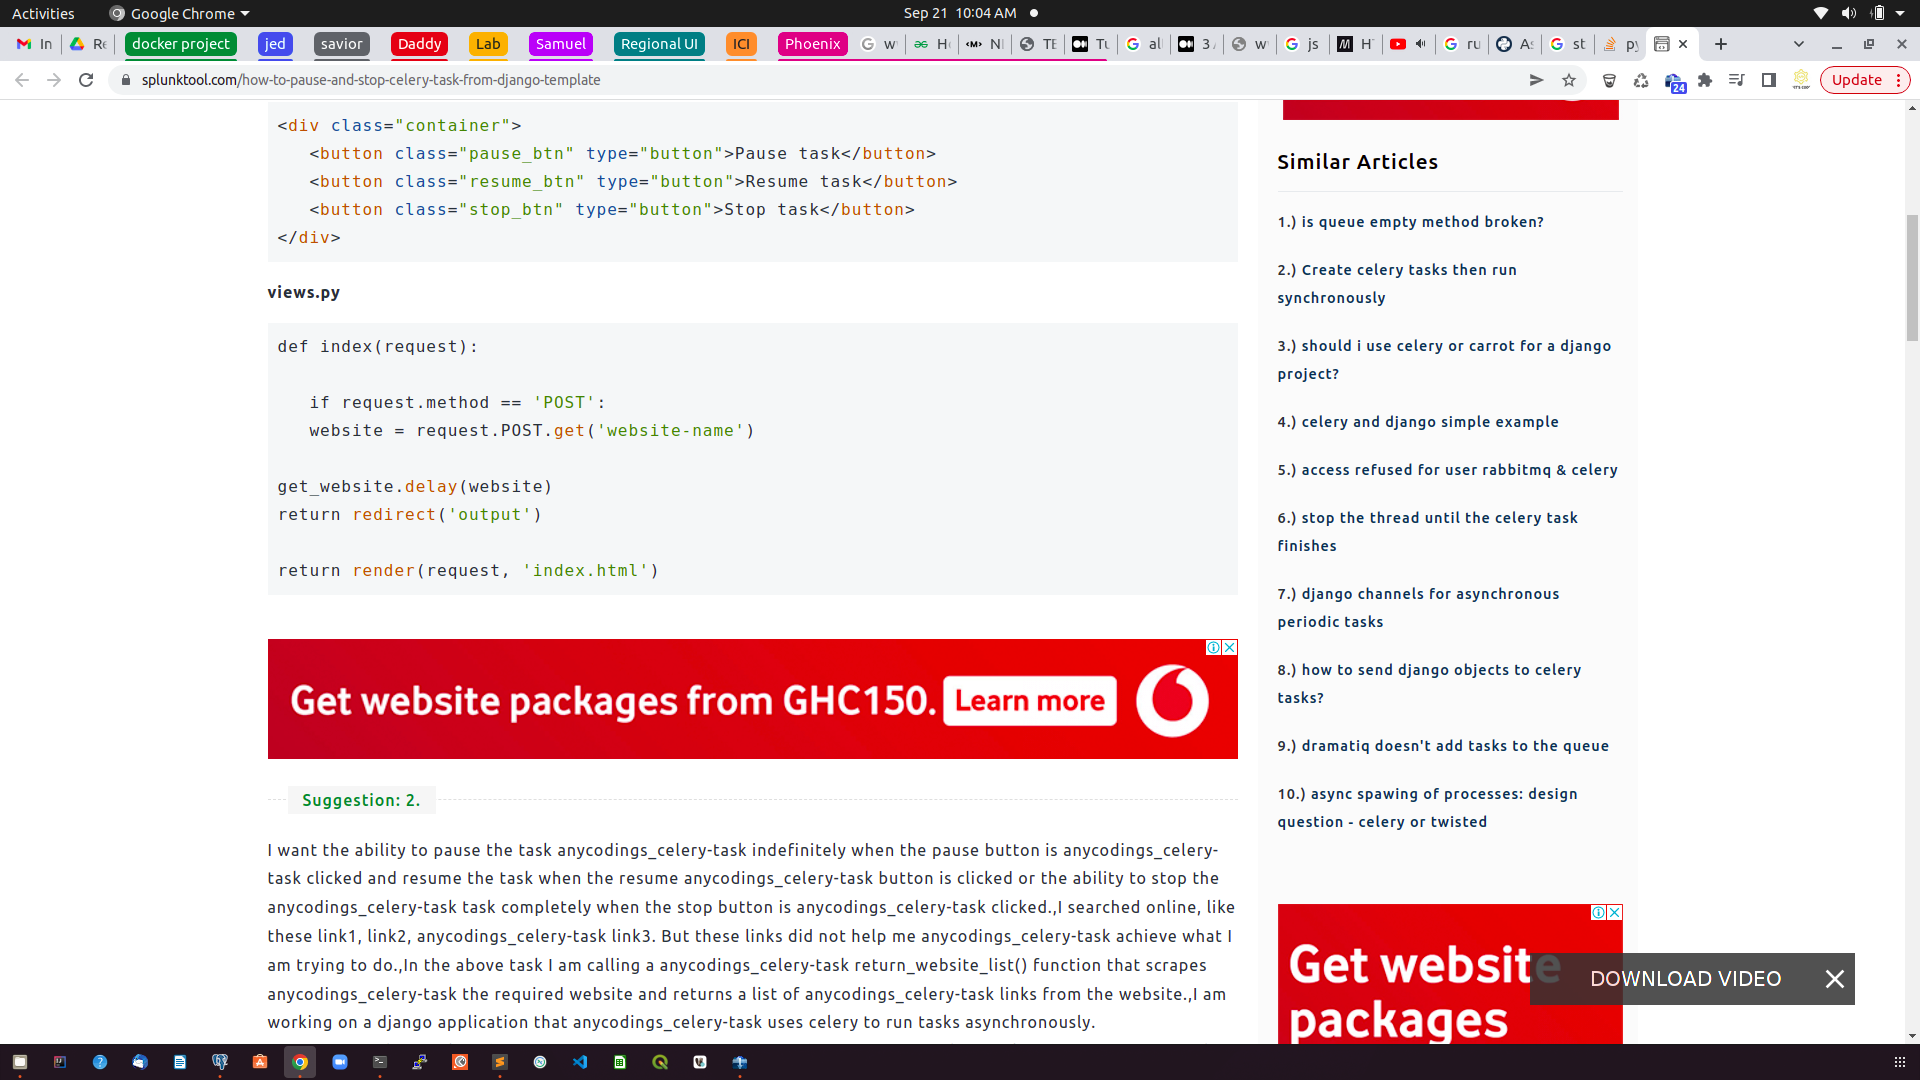 Activities
Google Chrome
Sep 21 10:04 AM
In
Re
docker project
jed
savior
Daddy
Lab
Samuel
Regional UI
ICI
Phoenix
splunktool.com/how-to-pause-and-stop-celery-task-from-django-template
24
Update
<div class="container">
<button class="pause_btn" type="button">Pause task</button>
<button class="resume_btn" type="button">Resume task</button>
<button class="stop_btn" type="button">Stop task</button>
</div>
views.py
def index(request):
if request.method == 'POST':
website = request.POST.get('website-name')
get_website.delay(website)
return redirect('output')
return render(request, 'index.html')
Get website packages from GHC150. Learn more
Suggestion: 2.
I want the ability to pause the task anycodings_celery-task indefinitely when the pause button is anycodings_celery-
task clicked and resume the task when the resume anycodings_celery-task button is clicked or the ability to stop the
anycodings_celery-task task completely when the stop button is anycodings_celery-task clicked.,I searched online, like
these link1, link2, anycodings_celery-task link3. But these links did not help me anycodings_celery-task achieve what I
am trying to do.,In the above task I am calling a anycodings_celery-task return_website_list() function that scrapes
anycodings_celery-task the required website and returns a list of anycodings_celery-task links from the website.,I am
working on a django application that anycodings_celery-task uses celery to run tasks asynchronously.
Similar Articles
1.) is queue empty method broken?
2.) Create celery tasks then run
synchronously
3.) should i use celery or carrot for a django
project?
4.) celery and django simple example
5.) access refused for user rabbitmq & celery
6.) stop the thread until the celery task
finishes
7.) django channels for asynchronous
periodic tasks
8.) how to send django objects to celery
tasks?
9.) dramatiq doesn't add tasks to the queue
10.) async spawing of processes: design
question - celery or twisted
Get website
packages
DOWNLOAD VIDEO